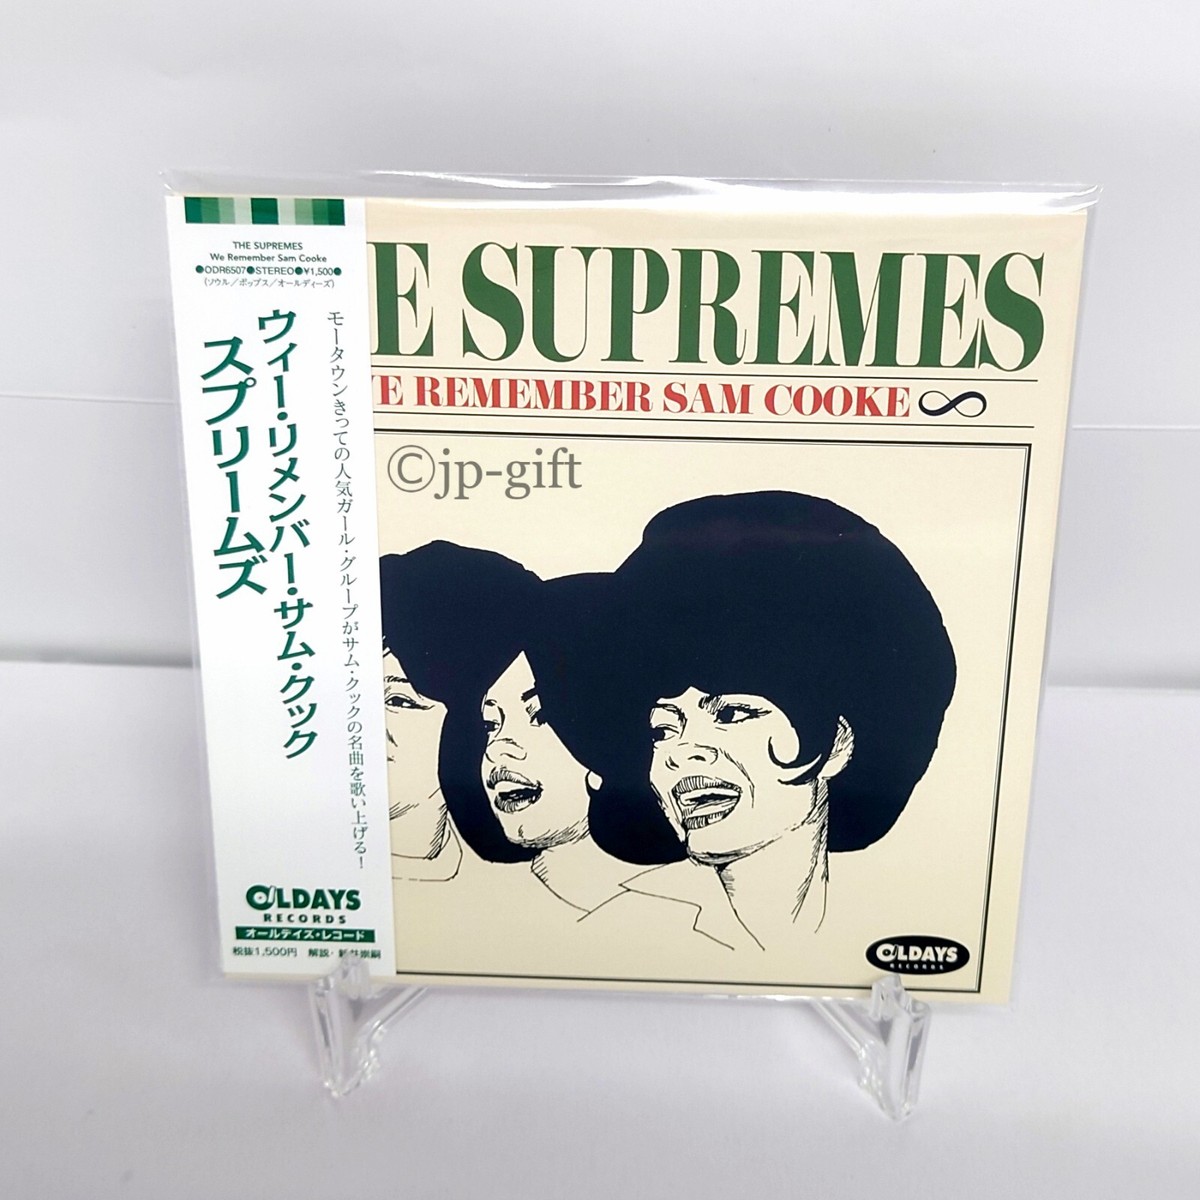 THE SUPREMES
We Remember Sam Cooke
●ODR6507●STEREO●¥1,500●
(ソウル/ポップス/オールディーズ)
モータウンきっての人気ガール・グループがサム・クックの名曲を歌い上げる!
ウィー・リメンバー・サム・クック
スプリームズ
OLDAYS
RECORDS
オールデイズ・レコード
税抜1,500円 解説:新井崇嗣
E SUPREMES
E REMEMBER SAM COOKE
©jp-gift
OLDAYS
RECORDS